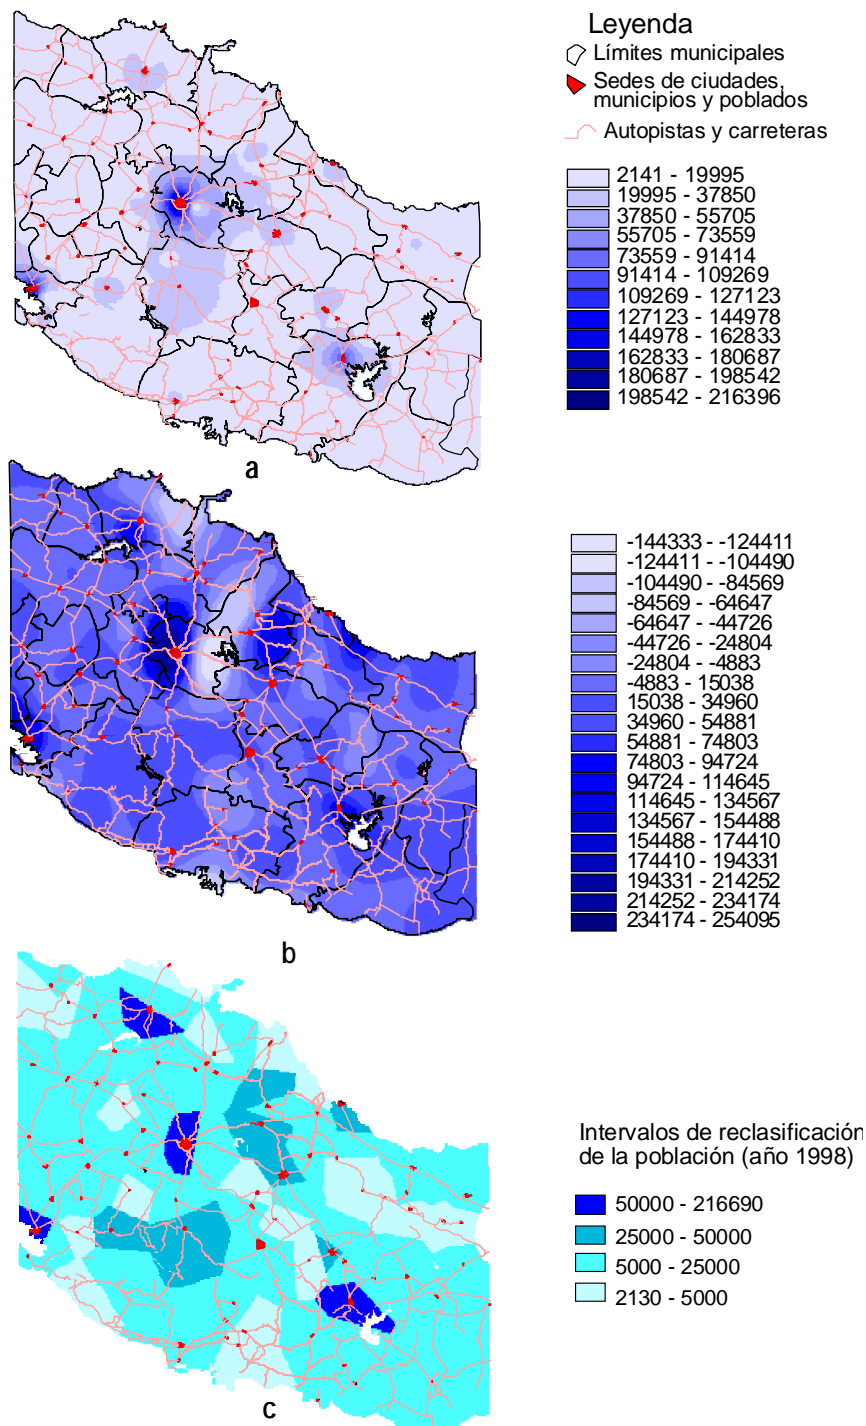 Leyenda
Límites municipales
Sedes de ciudades,
municipios y poblados
Autopistas y carreteras
2141 - 19995
19995 - 37850
37850 - 55705
55705 - 73559
73559 - 91414
91414 - 109269
109269 - 127123
127123 - 144978
144978 - 162833
162833 - 180687
180687 - 198542
198542 - 216396
a
-144333 - -124411
-124411 - -104490
-104490 - -84569
-84569 - -64647
-64647 - -44726
-44726 - -24804
-24804 - -4883
-4883 - 15038
15038 - 34960
34960 - 54881
54881 - 74803
74803 - 94724
94724 - 114645
114645 - 134567
134567 - 154488
154488 - 174410
174410 - 194331
194331 - 214252
214252 - 234174
234174 - 254095
b
Intervalos de reclasificación
de la población (año 1998)
50000 - 216690
25000 - 50000
5000 - 25000
2130 - 5000
c